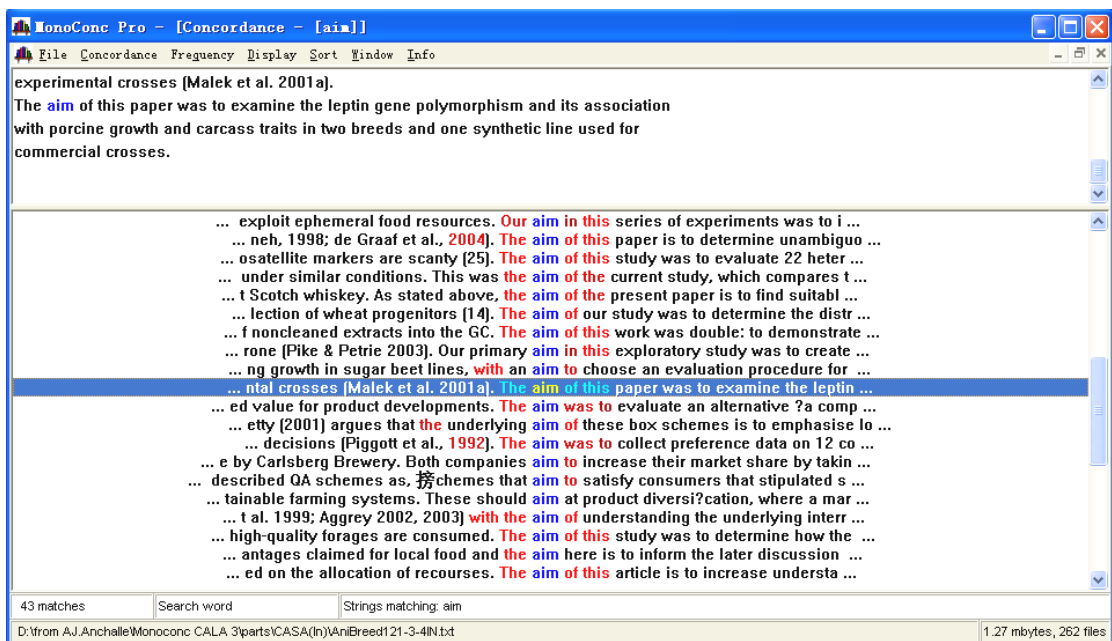 MonoConc Pro - [Concordance - [aim]]
File Concordance Frequency Display Sort Window Info
experimental crosses (Malek et al. 2001a).
The aim of this paper was to examine the leptin gene polymorphism and its association
with porcine growth and carcass traits in two breeds and one synthetic line used for
commercial crosses.
... exploit ephemeral food resources. Our aim in this series of experiments was to i ...
... neh, 1998; de Graaf et al., 2004). The aim of this paper is to determine unambiguo ...
... osatellite markers are scanty (25). The aim of this study was to evaluate 22 heter ...
... under similar conditions. This was the aim of the current study, which compares t ...
... t Scotch whiskey. As stated above, the aim of the present paper is to find suitabl ...
... lection of wheat progenitors (14). The aim of our study was to determine the distr ...
... f noncleaned extracts into the GC. The aim of this work was double: to demonstrate ...
... rone (Pike & Petrie 2003). Our primary aim in this exploratory study was to create ...
... ng growth in sugar beet lines, with an aim to choose an evaluation procedure for ...
... ntal crosses (Malek et al. 2001a). The aim of this paper was to examine the leptin ...
... ed value for product developments. The aim was to evaluate an alternative ?a comp ...
... etty (2001) argues that the underlying aim of these box schemes is to emphasise lo ...
... decisions (Piggott et al., 1992). The aim was to collect preference data on 12 co ...
... e by Carlsberg Brewery. Both companies aim to increase their market share by takin ...
... described QA schemes as, 搒chemes that aim to satisfy consumers that stipulated s ...
... tainable farming systems. These should aim at product diversi?cation, where a mar ...
... t al. 1999; Aggrey 2002, 2003) with the aim of understanding the underlying interr ...
... high-quality forages are consumed. The aim of this study was to determine how the ...
... antages claimed for local food and the aim here is to inform the later discussion ...
... ed on the allocation of recourses. The aim of this article is to increase understa ...
43 matches Search word Strings matching: aim
D:\from AJ.Anchalle\Monoconc CALA 3\parts\CASA(In)\AniBreed121-3-4IN.txt 1.27 mbytes, 262 files